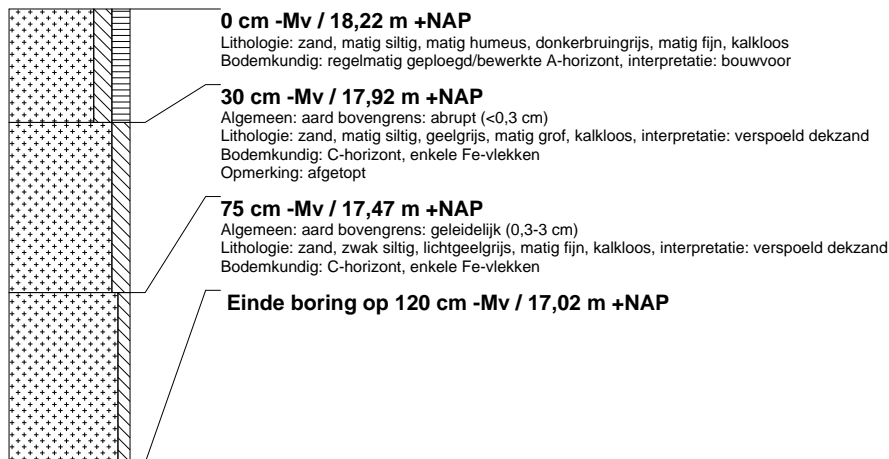 0 cm -Mv / 18,22 m +NAP
Lithologie: zand, matig siltig, matig humeus, donkerbruingrijs, matig fijn, kalkloos
Bodemkundig: regelmatig geploegd/bewerkte A-horizont, interpretatie: bouwvoor
30 cm -Mv / 17,92 m +NAP
Algemeen: aard bovengrens: abrupt (<0,3 cm)
Lithologie: zand, matig siltig, geelgrijs, matig grof, kalkloos, interpretatie: verspoeld dekzand
Bodemkundig: C-horizont, enkele Fe-vlekken
Opmerking: afgetopt
75 cm -Mv / 17,47 m +NAP
Algemeen: aard bovengrens: geleidelijk (0,3-3 cm)
Lithologie: zand, zwak siltig, lichtgeelgrijs, matig fijn, kalkloos, interpretatie: verspoeld dekzand
Bodemkundig: C-horizont, enkele Fe-vlekken
Einde boring op 120 cm -Mv / 17,02 m +NAP